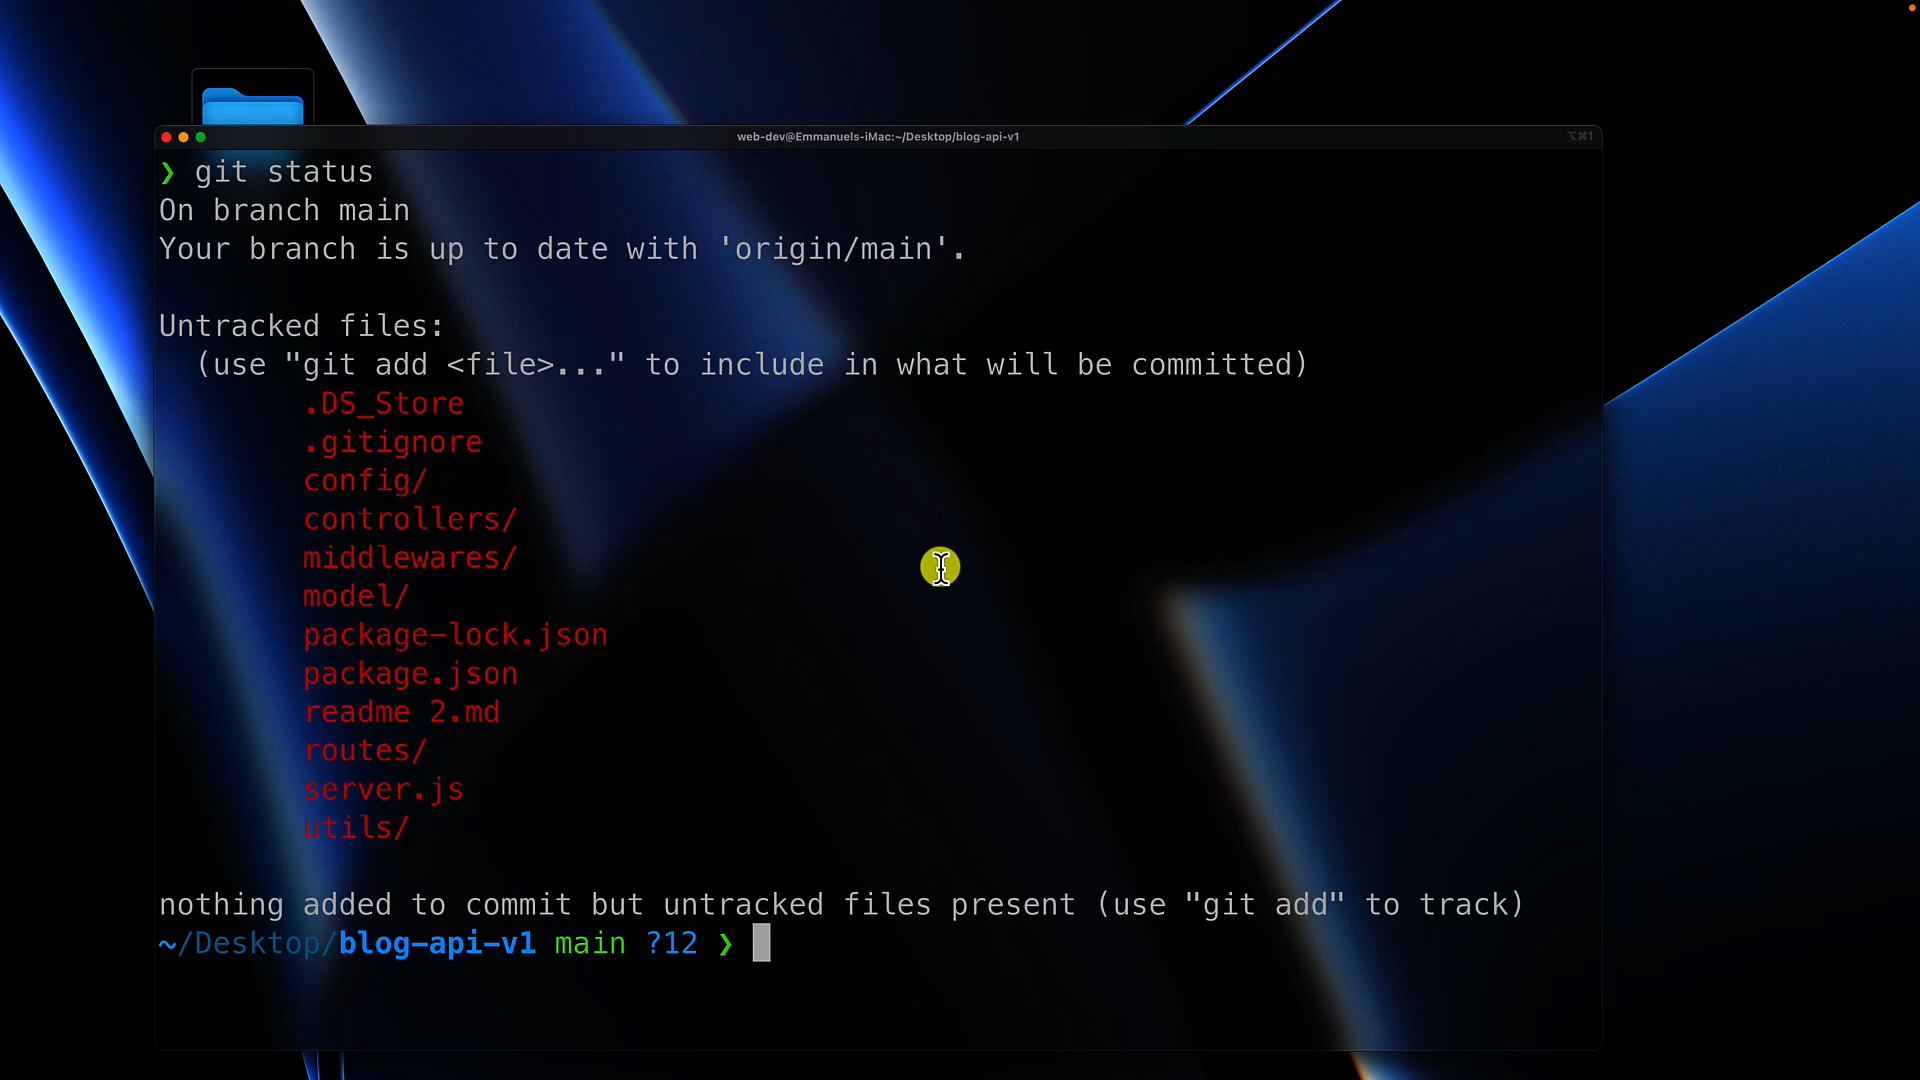 web-dev@Emmanuels-iMac:~/Desktop/blog-api-v1
⌥⌘1
❯ git status
On branch main
Your branch is up to date with 'origin/main'.
Untracked files:
(use "git add <file>..." to include in what will be committed)
.DS_Store
.gitignore
config/
controllers/
middlewares/
model/
package-lock.json
package.json
readme 2.md
routes/
server.js
utils/
nothing added to commit but untracked files present (use "git add" to track)
~/Desktop/blog-api-v1 main ?12 ❯